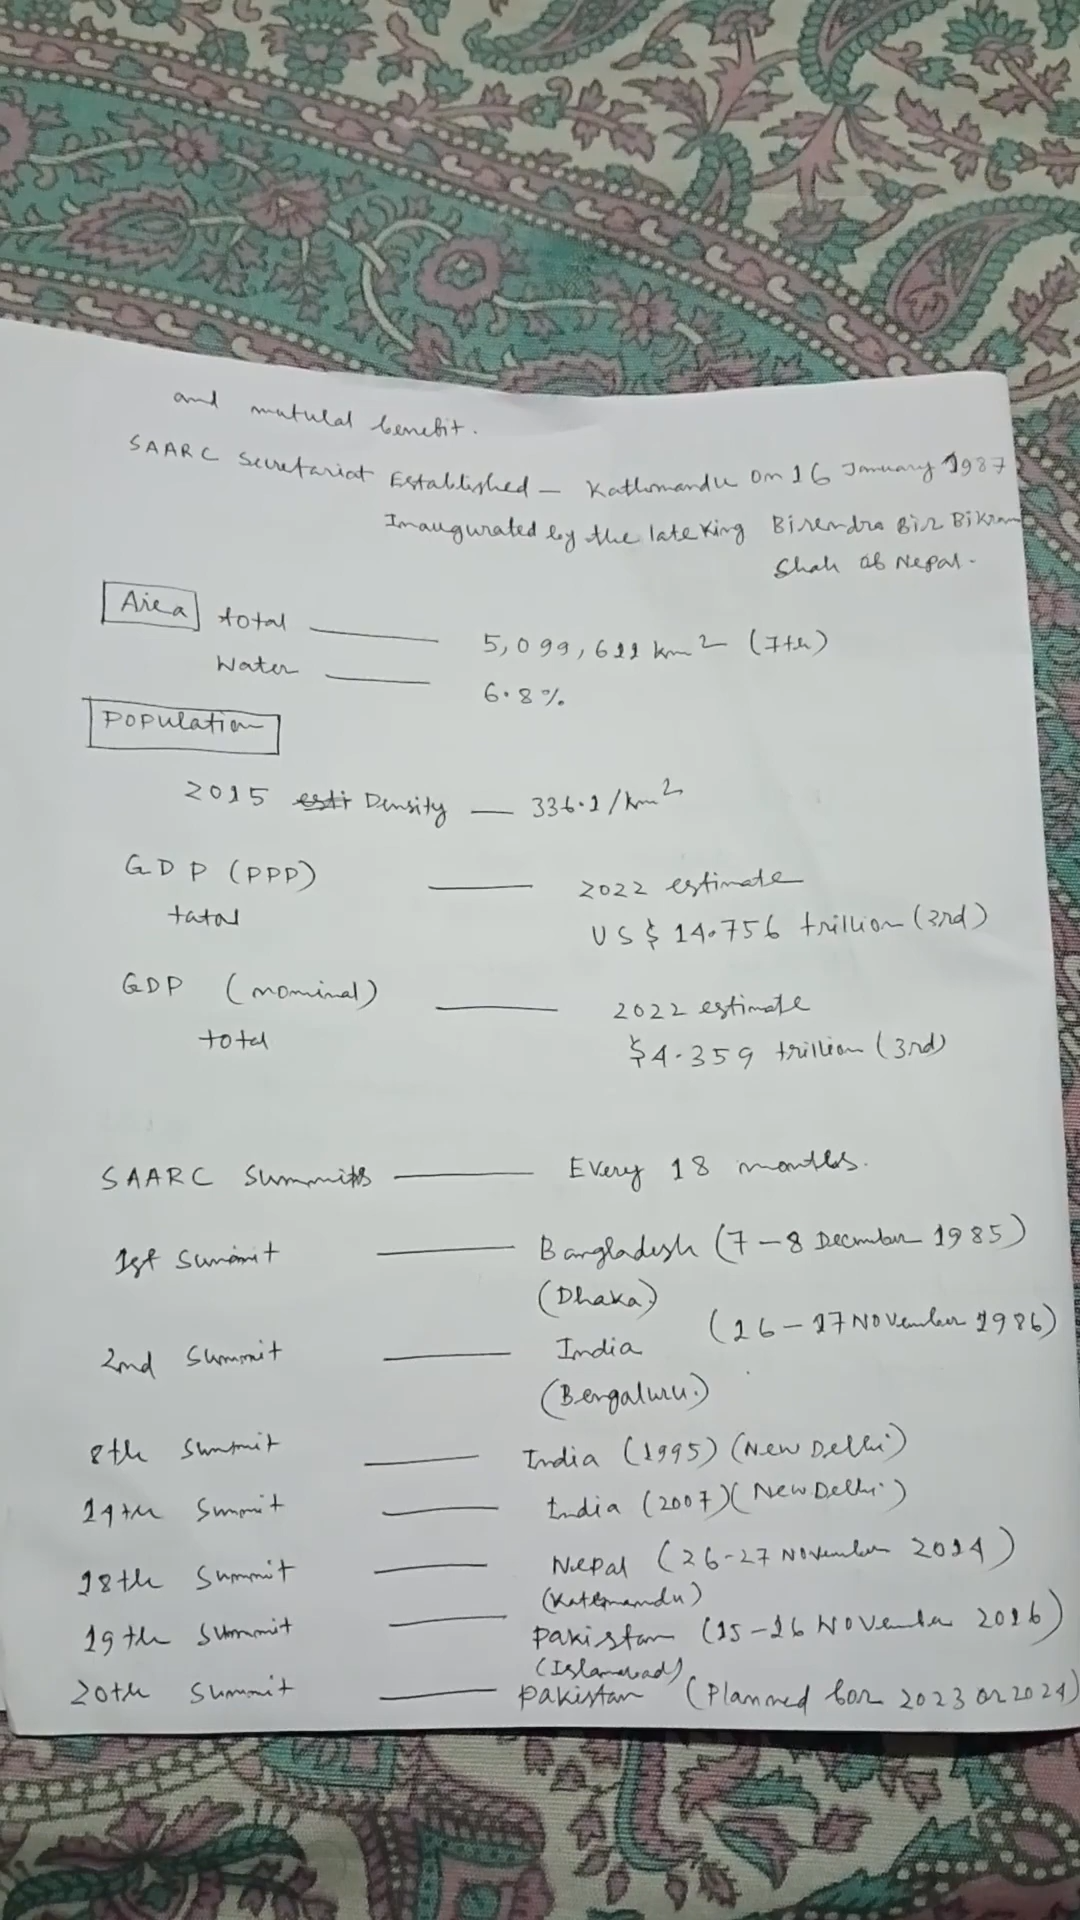 and mutulal benefit.
SAARC Secretariat Established — Kathmandu on 16 January 1987
Inaugurated by the late King Birendra Bir Bikram
Shah of Nepal.
Area total — 5,099,611 km2 (7th)
Water — 6.8%
Population
2015 esti Density — 336.1/km2
GDP (PPP) — 2022 estimate
tatal US $ 14.756 trillion (3rd)
GDP (nominal) — 2022 estimate
total $4.359 trillion (3rd)
SAARC Summits — Every 18 months.
1st Summit — Bangladesh (7-8 December 1985)
(Dhaka)
2nd Summit — India (16-17 November 1986)
(Bengaluru.)
8th Summit — India (1995) (New Delhi)
14th Summit — India (2007) (New Delhi)
18th Summit — Nepal (26-27 November 2014)
(Katmandu)
19th Summit — Pakistan (15-16 November 2016)
(Islamabad)
20th Summit — Pakistan (Planned for 2023 or 2024)